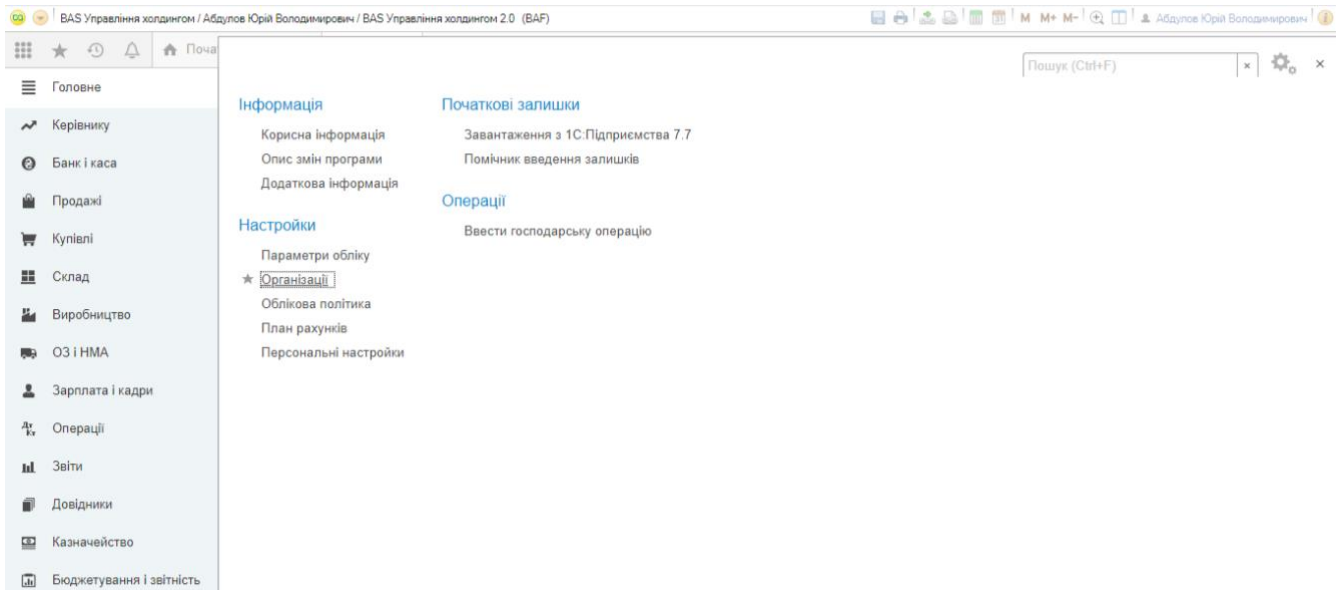 BAS Управління холдингом / Абдулов Юрій Володимирович / BAS Управління холдингом 2.0 (BAF)
M M+ M- Абдулов Юрій Володимирович
Почат
Пошук (Ctrl+F)
Головне
Керівнику
Банк і каса
Продажі
Купівлі
Склад
Виробництво
ОЗ і НМА
Зарплата і кадри
Операції
Звіти
Довідники
Казначейство
Бюджетування і звітність
Інформація
Корисна інформація
Опис змін програми
Додаткова інформація
Настройки
Параметри обліку
Організації
Облікова політика
План рахунків
Персональні настройки
Початкові залишки
Завантаження з 1С:Підприємства 7.7
Помічник введення залишків
Операції
Ввести господарську операцію